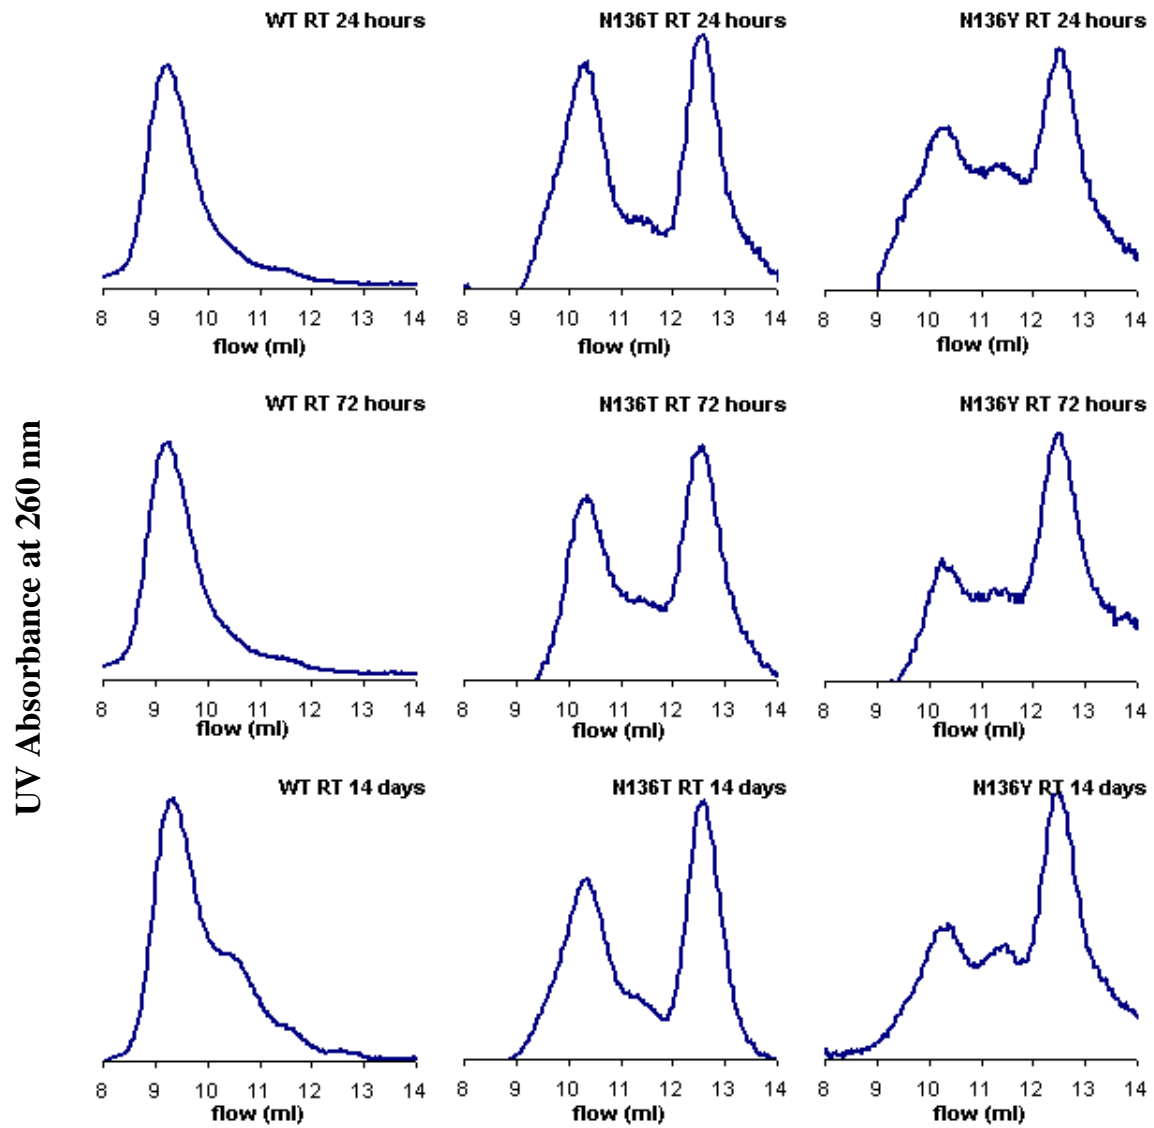 WT RT 24 hours
N136T RT 24 hours
N136Y RT 24 hours
8 9 10 11 12 13 14
flow (ml)
8 9 10 11 12 13 14
flow (ml)
8 9 10 11 12 13 14
flow (ml)
UV Absorbance at 260 nm
WT RT 72 hours
N136T RT 72 hours
N136Y RT 72 hours
8 9 10 11 12 13 14
flow (ml)
8 9 10 11 12 13 14
flow (ml)
8 9 10 11 12 13 14
flow (ml)
WT RT 14 days
N136T RT 14 days
N136Y RT 14 days
8 9 10 11 12 13 14
flow (ml)
8 9 10 11 12 13 14
flow (ml)
8 9 10 11 12 13 14
flow (ml)